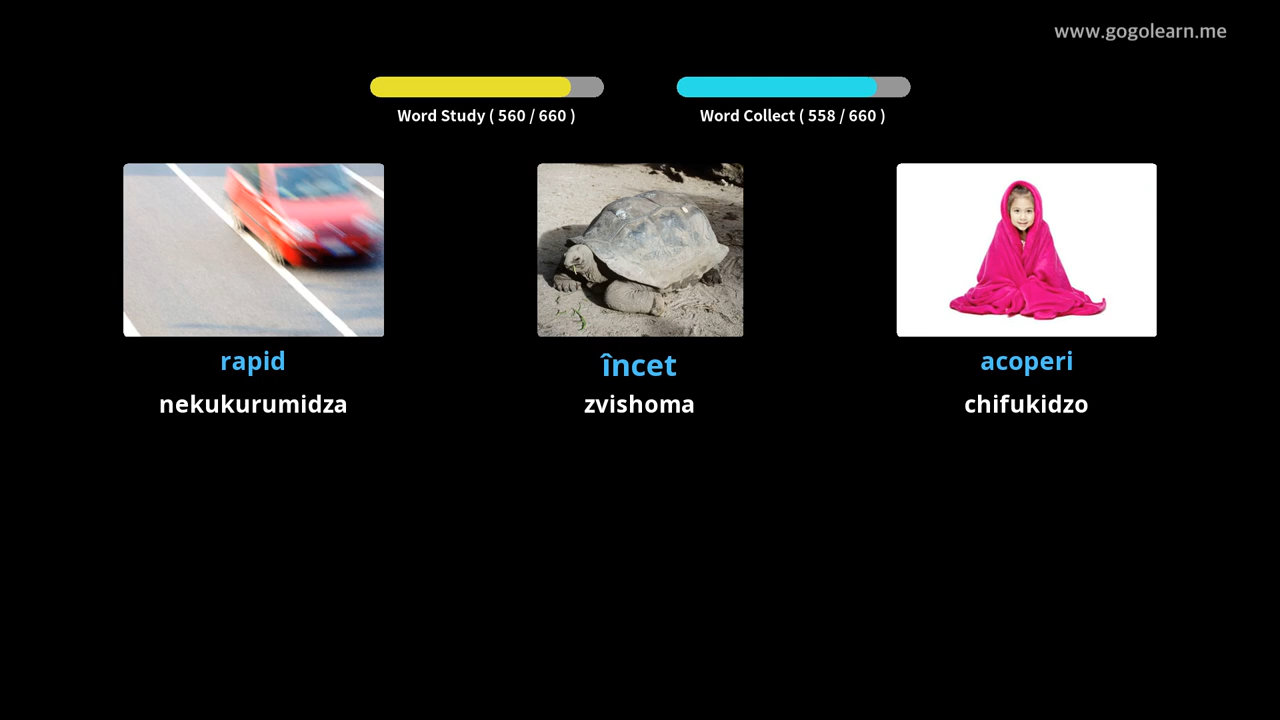 www.gogolearn.me
Word Study ( 560 / 660 )
Word Collect ( 558 / 660 )
rapid
nekukurumidza
încet
zvishoma
acoperi
chifukidzo